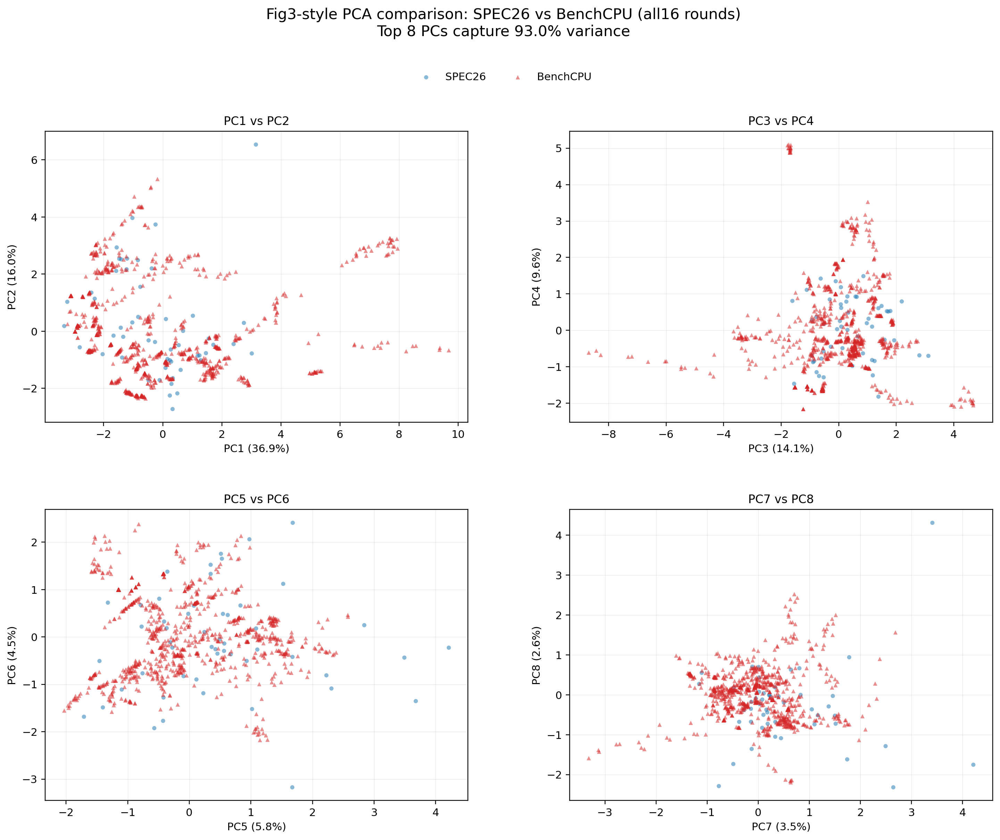 Fig3-style PCA comparison: SPEC26 vs BenchCPU (all16 rounds)
Top 8 PCs capture 93.0% variance
SPEC26
BenchCPU
PC1 vs PC2
6
4
2
0
−2
PC2 (16.0%)
−2 0 2 4 6 8 10
PC1 (36.9%)
PC3 vs PC4
5
4
3
2
1
0
−1
−2
PC4 (9.6%)
−8 −6 −4 −2 0 2 4
PC3 (14.1%)
PC5 vs PC6
2
1
0
−1
−2
−3
PC6 (4.5%)
−2 −1 0 1 2 3 4
PC5 (5.8%)
PC7 vs PC8
4
3
2
1
0
−1
−2
PC8 (2.6%)
−3 −2 −1 0 1 2 3 4
PC7 (3.5%)